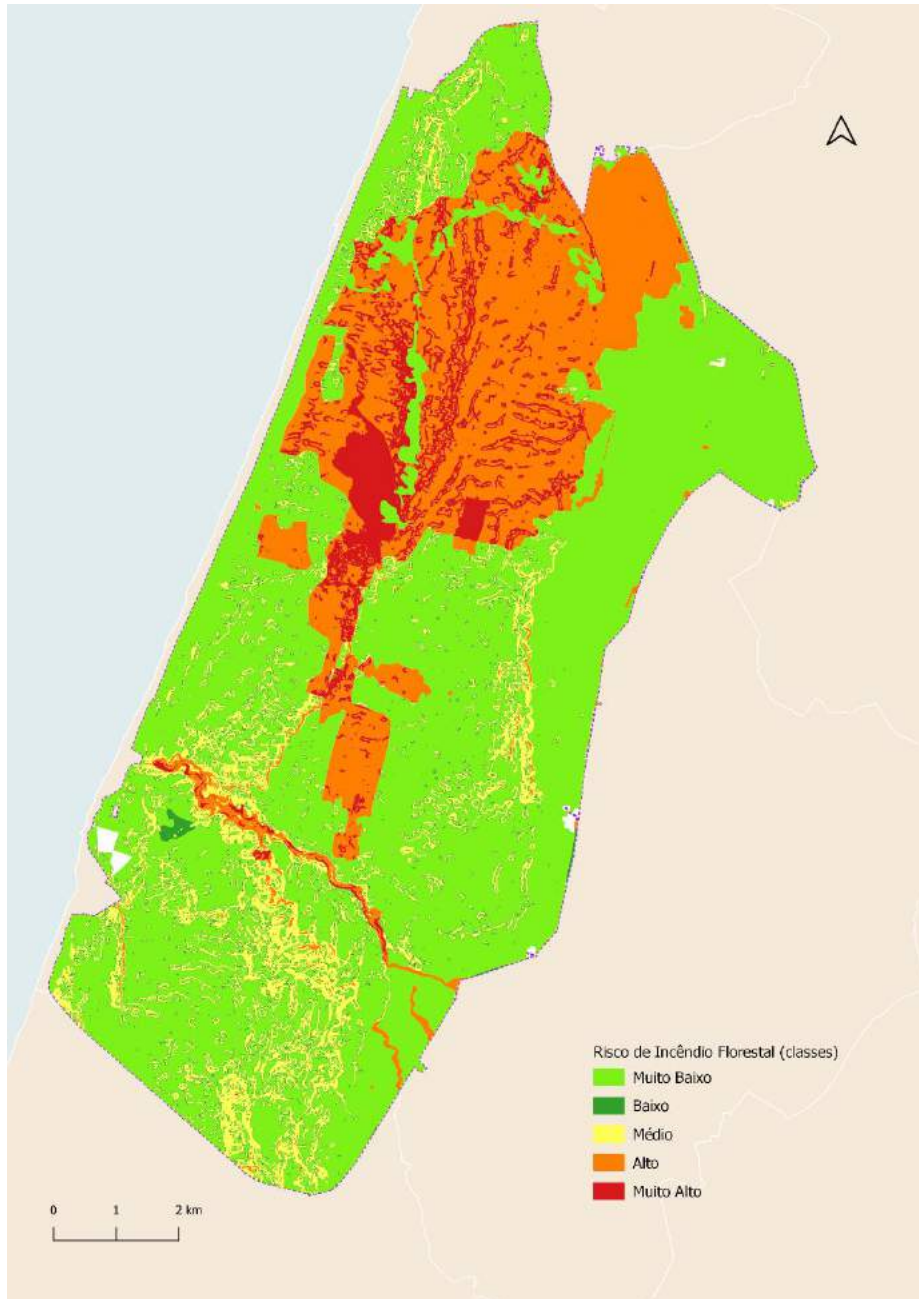 Risco de Incêndio Florestal (classes)
Muito Baixo
Baixo
Médio
Alto
Muito Alto
0 1 2 km